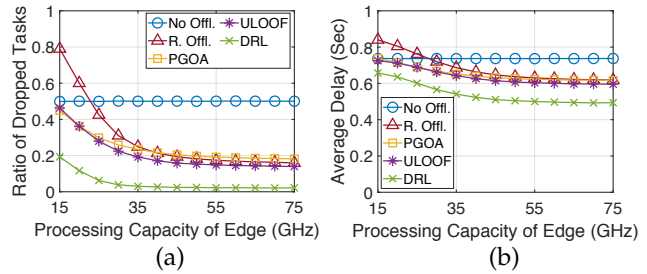 Ratio of Dropped Tasks
1
0.8
0.6
0.4
0.2
0
No Offl.
R. Offl.
PGOA
ULOOF
DRL
15 35 55 75
Processing Capacity of Edge (GHz)
(a)
Average Delay (Sec)
1
0.8
0.6
0.4
0.2
0
No Offl.
R. Offl.
PGOA
ULOOF
DRL
15 35 55 75
Processing Capacity of Edge (GHz)
(b)